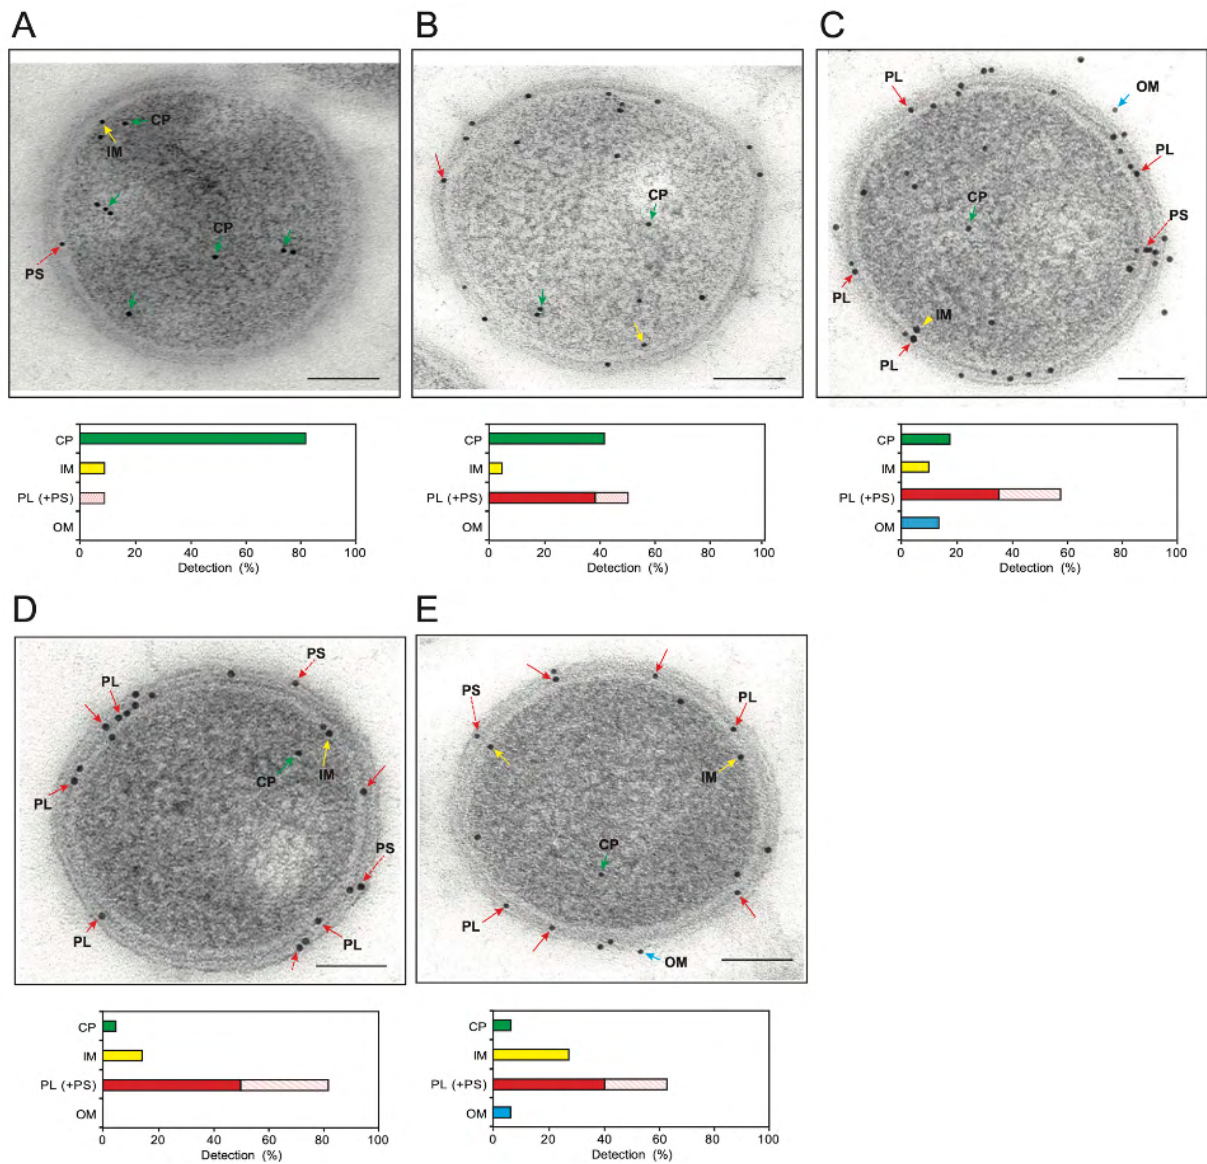 A
B
C
CP
IM
CP
PS
CP
PL
OM
PL
CP
PS
PL
IM
PL
CP
IM
PL (+PS)
OM
0 20 40 60 80 100
Detection (%)
CP
IM
PL (+PS)
OM
0 20 40 60 80 100
Detection (%)
CP
IM
PL (+PS)
OM
0 20 40 60 80 100
Detection (%)
D
E
PS
PL
CP
IM
PL
PS
PL
PL
PS
PL
IM
CP
PL
OM
CP
IM
PL (+PS)
OM
0 20 40 60 80 100
Detection (%)
CP
IM
PL (+PS)
OM
0 20 40 60 80 100
Detection (%)